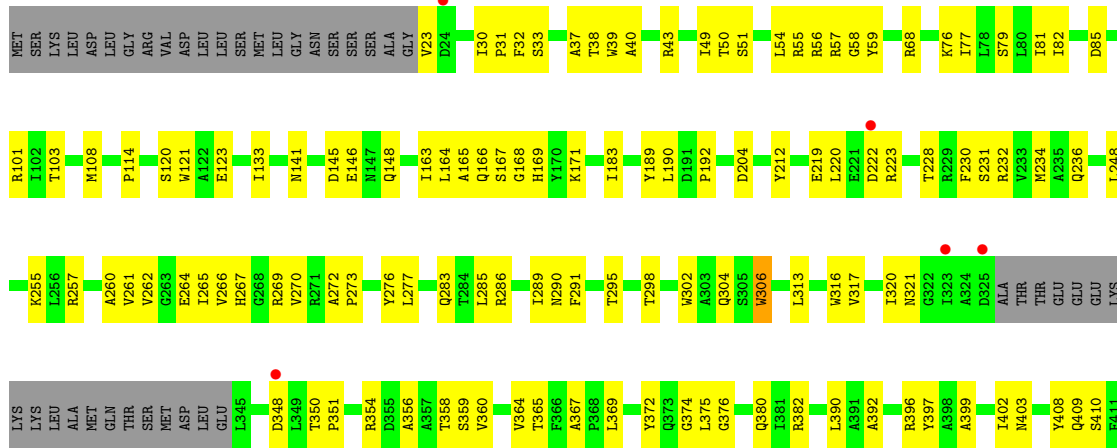 MET SER LYS LEU ASP LEU GLY ARG VAL ASP LEU LEU SER MET LEU GLY ASN SER SER SER ALA GLY V23 D24 I30 P31 F32 S33 A37 T38 W39 A40 R43 I49 T50 S51 L54 R55 R56 R57 G58 Y59 R68 K76 I77 L78 S79 L80 I81 I82 D85
R101 I102 T103 M108 P114 S120 W121 A122 E123 I133 N141 D145 E146 N147 Q148 I163 L164 A165 Q166 S167 G168 H169 Y170 K171 I183 Y189 L190 D191 P192 D204 Y212 E219 L220 E221 D222 R223 T228 R229 F230 S231 R232 V233 M234 A235 Q236 L248
K255 L256 R257 A260 V261 V262 G263 E264 I265 V266 H267 G268 R269 V270 R271 A272 P273 Y276 L277 Q283 T284 L285 R286 I289 N290 F291 T295 T298 W302 A303 Q304 S305 W306 L313 W316 V317 I320 N321 G322 I323 A324 D325 ALA THR THR GLU GLU GLU LYS
LYS LYS LEU ALA MET GLN THR SER MET ASP LEU GLU L345 D348 L349 T350 P351 R354 D355 A356 A357 T358 S359 V360 V364 T365 F366 A367 P368 L369 Y372 Q373 G374 L375 G376 Q380 I381 R382 L390 A391 A392 R396 Y397 A398 A399 I402 N403 Y408 Q409 S410 E411